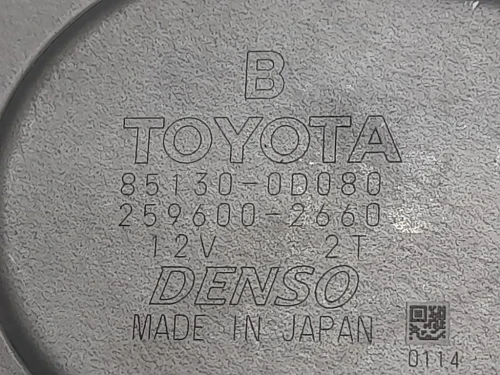 B
TOYOTA
85130-0D080
259600-2660
12V 2T
DENSO
MADE IN JAPAN
0114